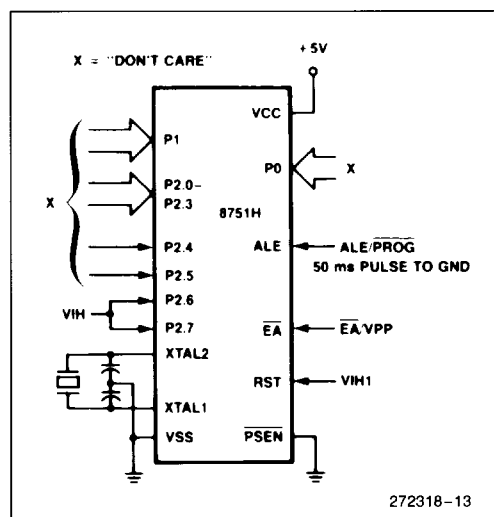 X = "DON'T CARE"
+5V
VCC
P1
P0
X
P2.0–
P2.3
X
8751H
P2.4
ALE
ALE/PROG
50 ms PULSE TO GND
P2.5
P2.6
VIH
P2.7
EA
EA/VPP
XTAL2
RST
VIH1
XTAL1
VSS
PSEN
272318–13